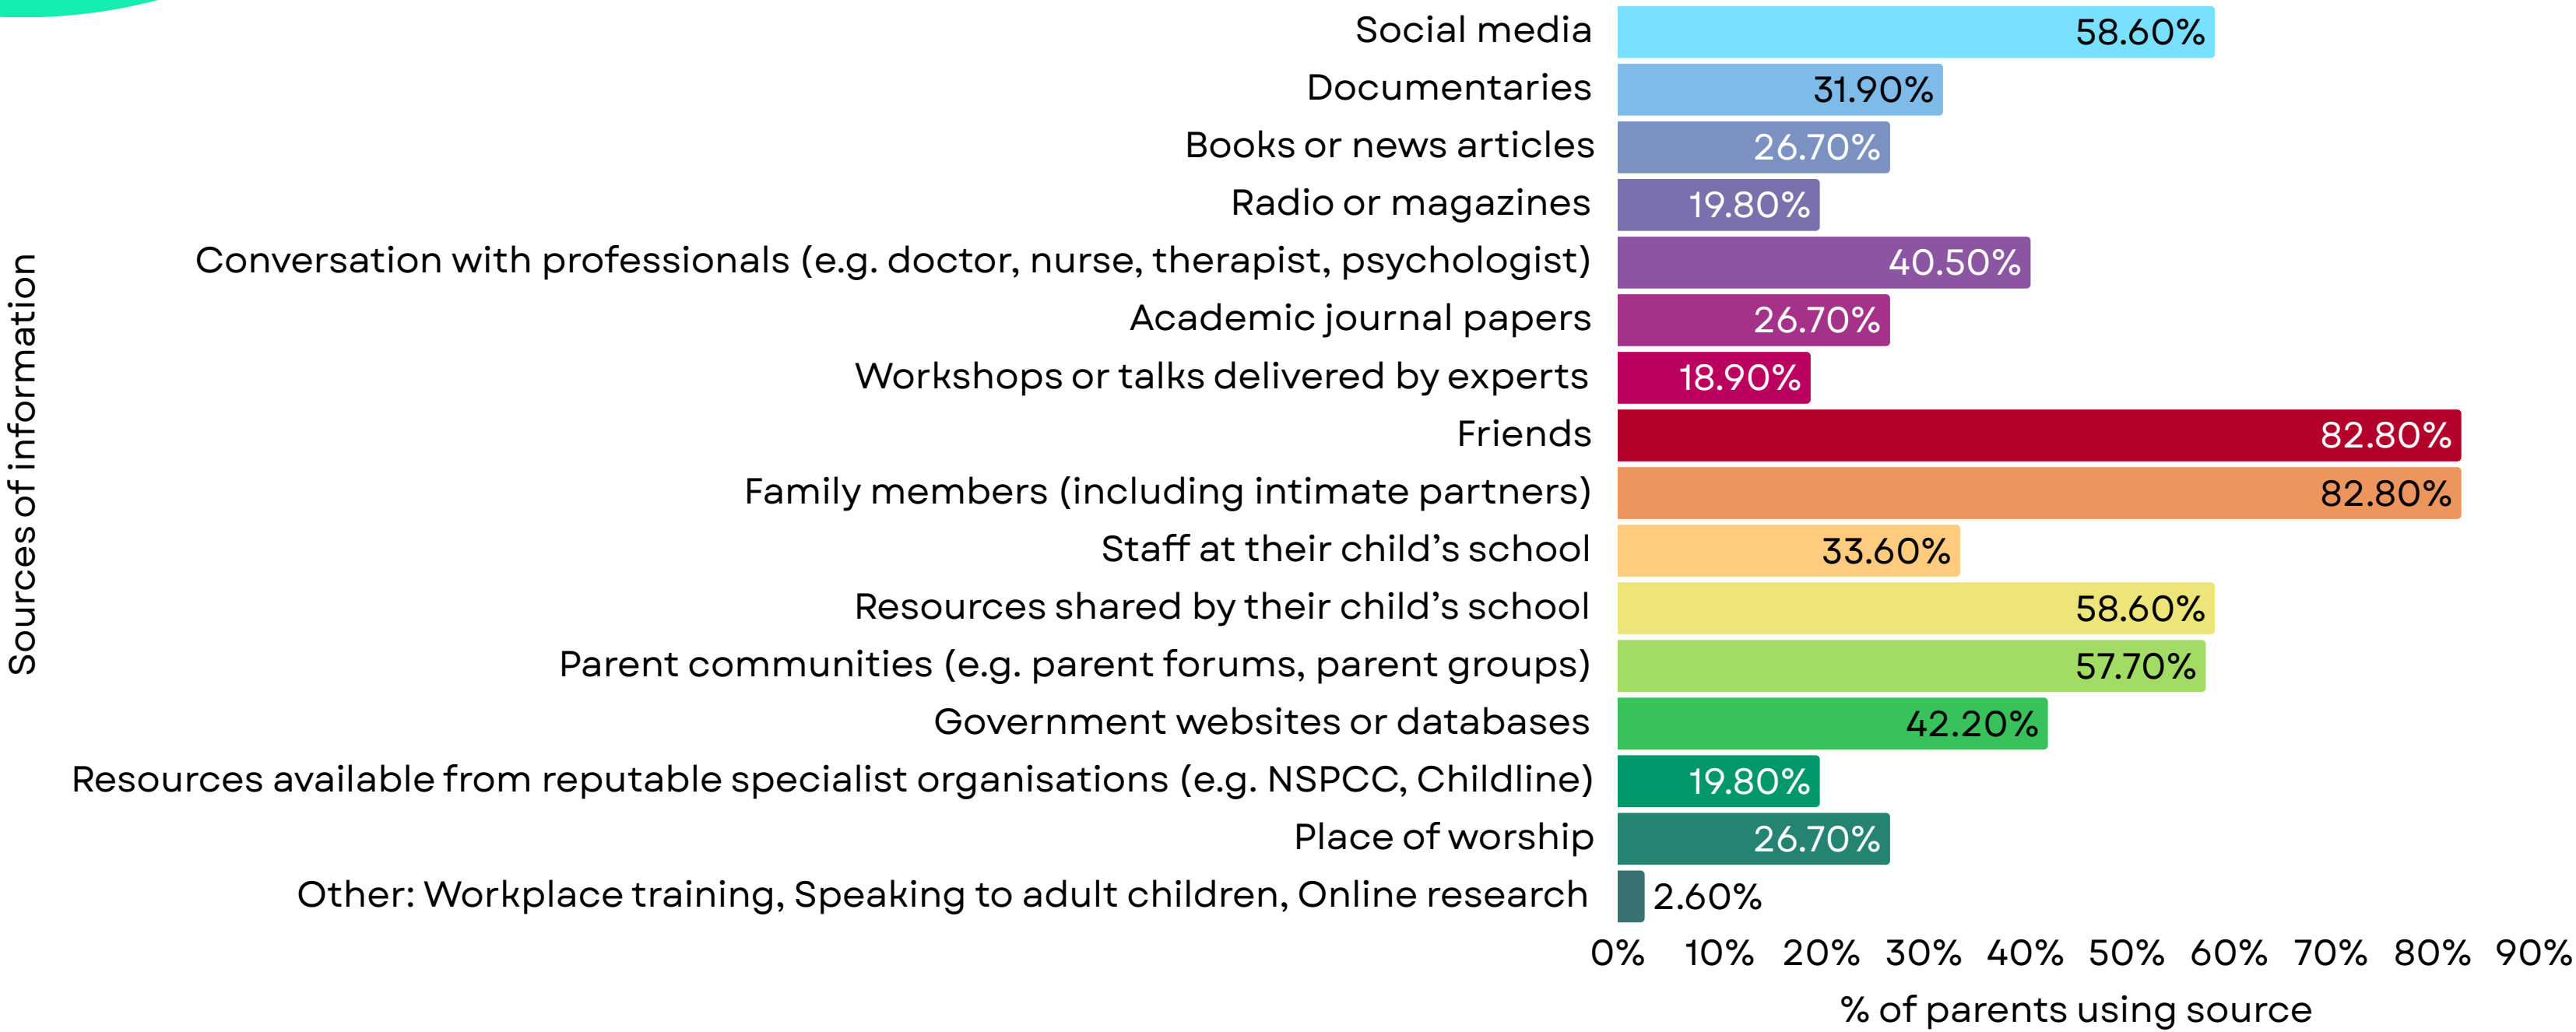 Sources of information
Social media 58.60%
Documentaries 31.90%
Books or news articles 26.70%
Radio or magazines 19.80%
Conversation with professionals (e.g. doctor, nurse, therapist, psychologist) 40.50%
Academic journal papers 26.70%
Workshops or talks delivered by experts 18.90%
Friends 82.80%
Family members (including intimate partners) 82.80%
Staff at their child’s school 33.60%
Resources shared by their child’s school 58.60%
Parent communities (e.g. parent forums, parent groups) 57.70%
Government websites or databases 42.20%
Resources available from reputable specialist organisations (e.g. NSPCC, Childline) 19.80%
Place of worship 26.70%
Other: Workplace training, Speaking to adult children, Online research 2.60%
0% 10% 20% 30% 40% 50% 60% 70% 80% 90%
% of parents using source